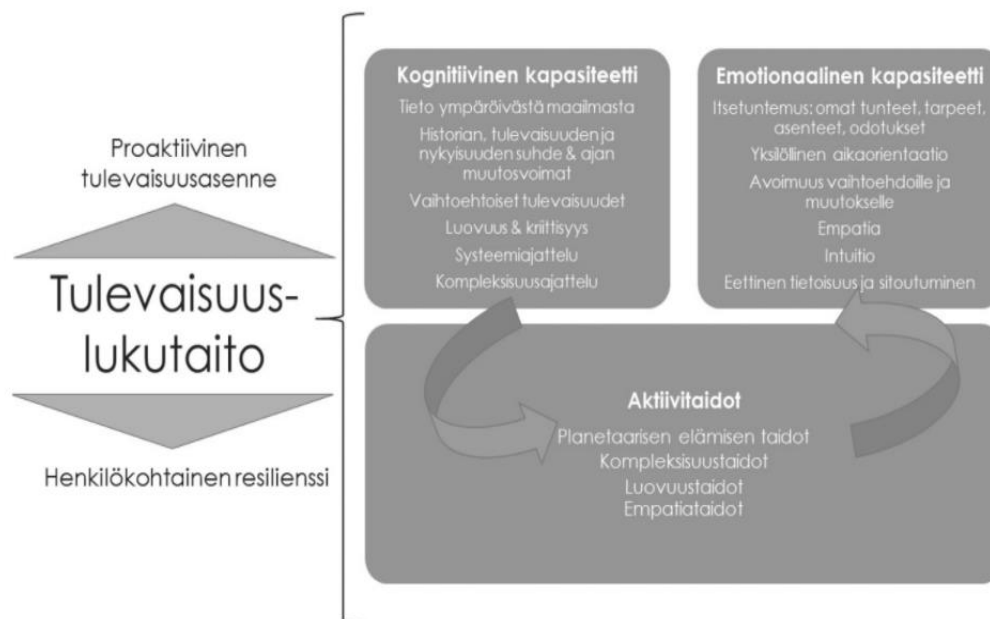 Proaktiivinen
tulevaisuusasenne
Tulevaisuus-
lukutaito
Henkilökohtainen resilienssi
Kognitiivinen kapasiteetti
Tieto ympäröivästä maailmasta
Historian, tulevaisuuden ja
nykyisuuden suhde & ajan
muutosvoimat
Vaihtoehtoiset tulevaisuudet
Luovuus & kriittisyys
Systeemiajattelu
Kompleksisuusajattelu
Emotionaalinen kapasiteetti
Itsetuntemus: omat tunteet, tarpeet,
asenteet, odotukset
Yksilöllinen aikaorientaatio
Avoimuus vaihtoehdoille ja
muutokselle
Empatia
Intuitio
Eettinen tietoisuus ja sitoutuminen
Aktiivitaidot
Planetaarisen elämisen taidot
Kompleksisuustaidot
Luovuustaidot
Empatiataidot